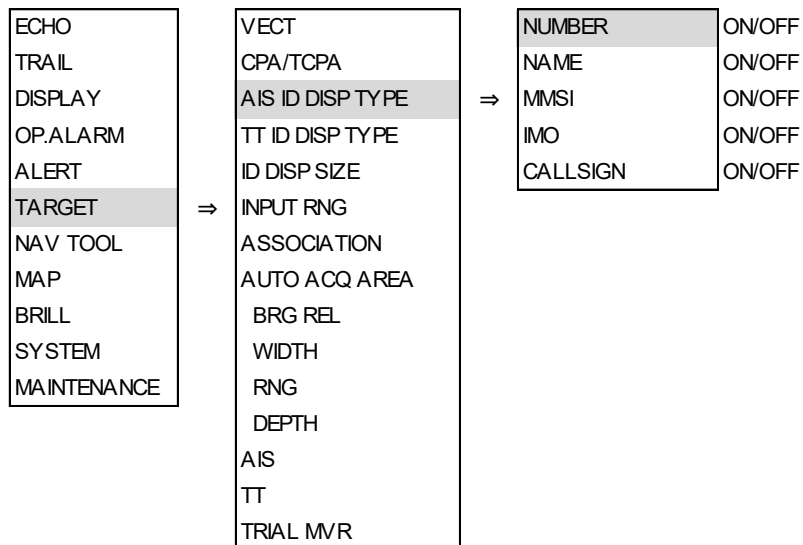 ECHO
TRAIL
DISPLAY
OP.ALARM
ALERT
TARGET
NAV TOOL
MAP
BRILL
SYSTEM
MAINTENANCE
⇒
VECT
CPA/TCPA
AIS ID DISP TYPE
TT ID DISP TYPE
ID DISP SIZE
INPUT RNG
ASSOCIATION
AUTO ACQ AREA
BRG REL
WIDTH
RNG
DEPTH
AIS
TT
TRIAL MVR
⇒
NUMBER ON/OFF
NAME ON/OFF
MMSI ON/OFF
IMO ON/OFF
CALLSIGN ON/OFF